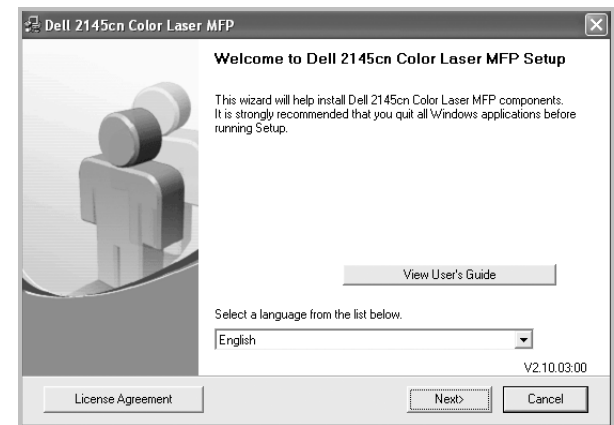 Dell 2145cn Color Laser MFP
Welcome to Dell 2145cn Color Laser MFP Setup
This wizard will help install Dell 2145cn Color Laser MFP components.
It is strongly recommended that you quit all Windows applications before
running Setup.
View User's Guide
Select a language from the list below.
English
V2.10.03:00
License Agreement
Next>
Cancel